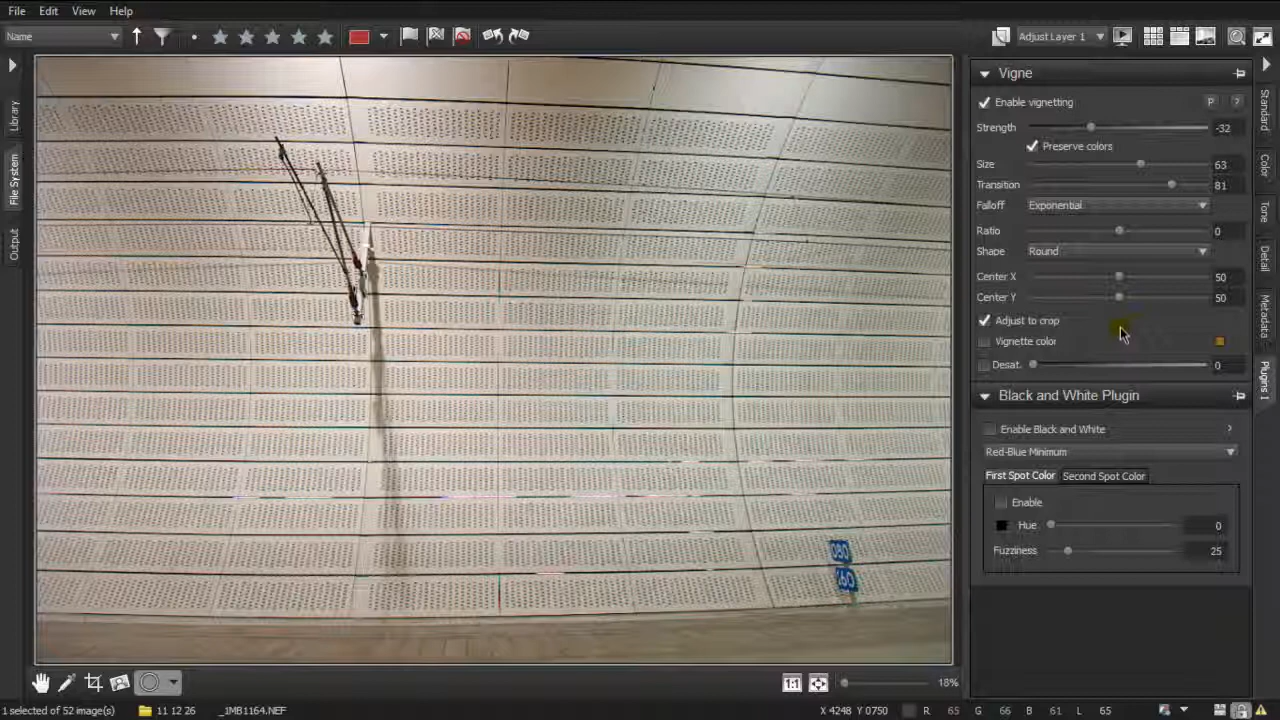 File Edit View Help
Name Adjust Layer 1
Library
File System
Output
Vigne
Enable vignetting P ?
Strength -32
Preserve colors
Size 63
Transition 81
Falloff Exponential
Ratio 0
Shape Round
Center X 50
Center Y 50
Adjust to crop
Vignette color
Desat. 0
Black and White Plugin
Enable Black and White
Red-Blue Minimum
First Spot Color Second Spot Color
Enable
Hue 0
Fuzziness 25
Standard
Color
Tone
Detail
Metadata
Plugins 1
080
1:1 18%
1 selected of 52 image(s) 11 12 26 _1MB1164.NEF X 4248 Y 0750 R 65 G 66 B 61 L 65